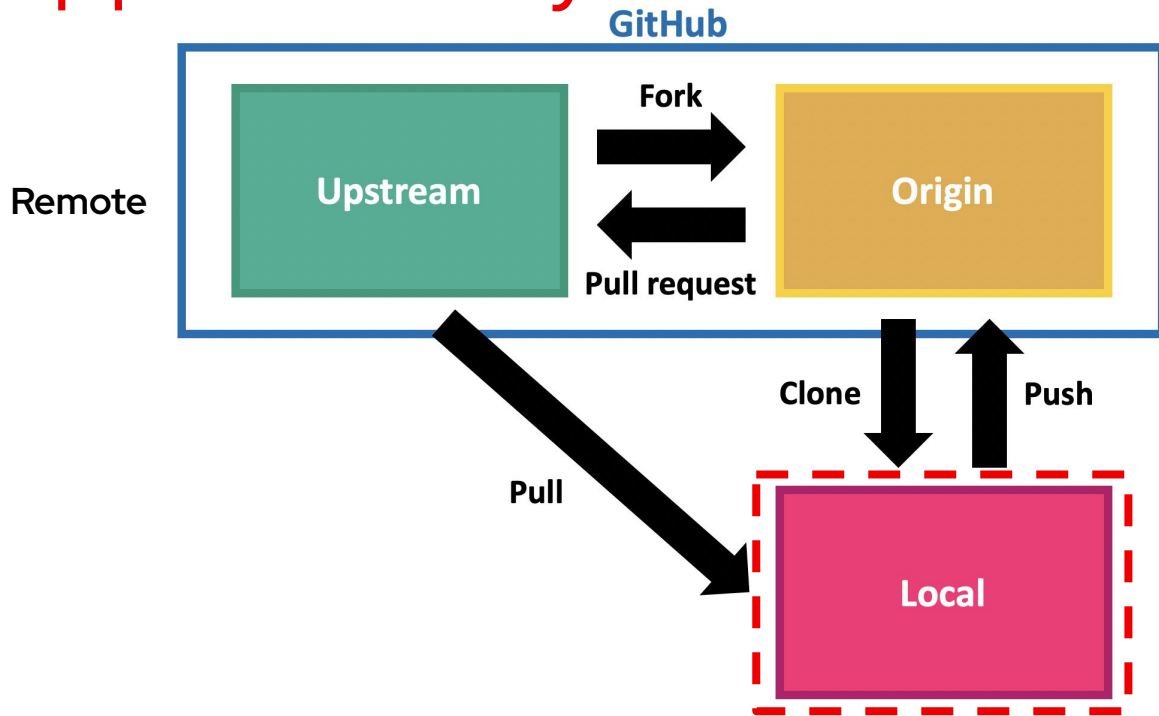 GitHub
Fork
Remote
Upstream
Origin
Pull request
Clone
Push
Pull
Local